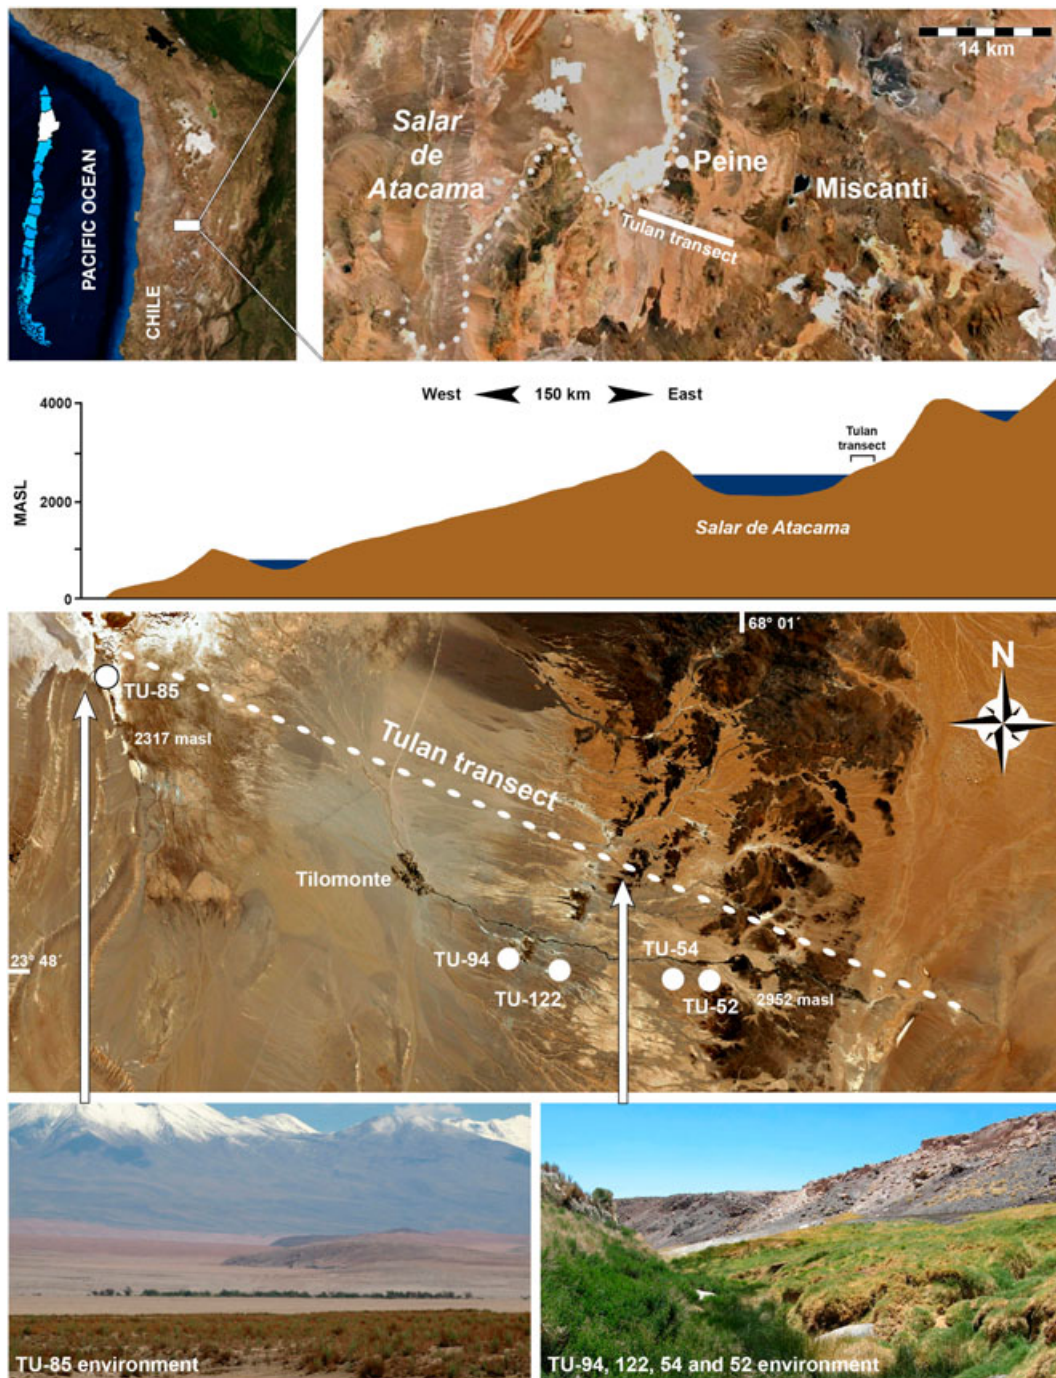 PACIFIC OCEAN
CHILE
14 km
Salar
de
Atacama
Peine
Miscanti
Tulan transect
West
150 km
East
4000
2000
0
MASL
Tulan
transect
Salar de Atacama
68° 01´
N
TU-85
2317 masl
Tulan transect
Tilomonte
23° 48´
TU-94
TU-122
TU-54
TU-52
2952 masl
TU-85 environment
TU-94, 122, 54 and 52 environment